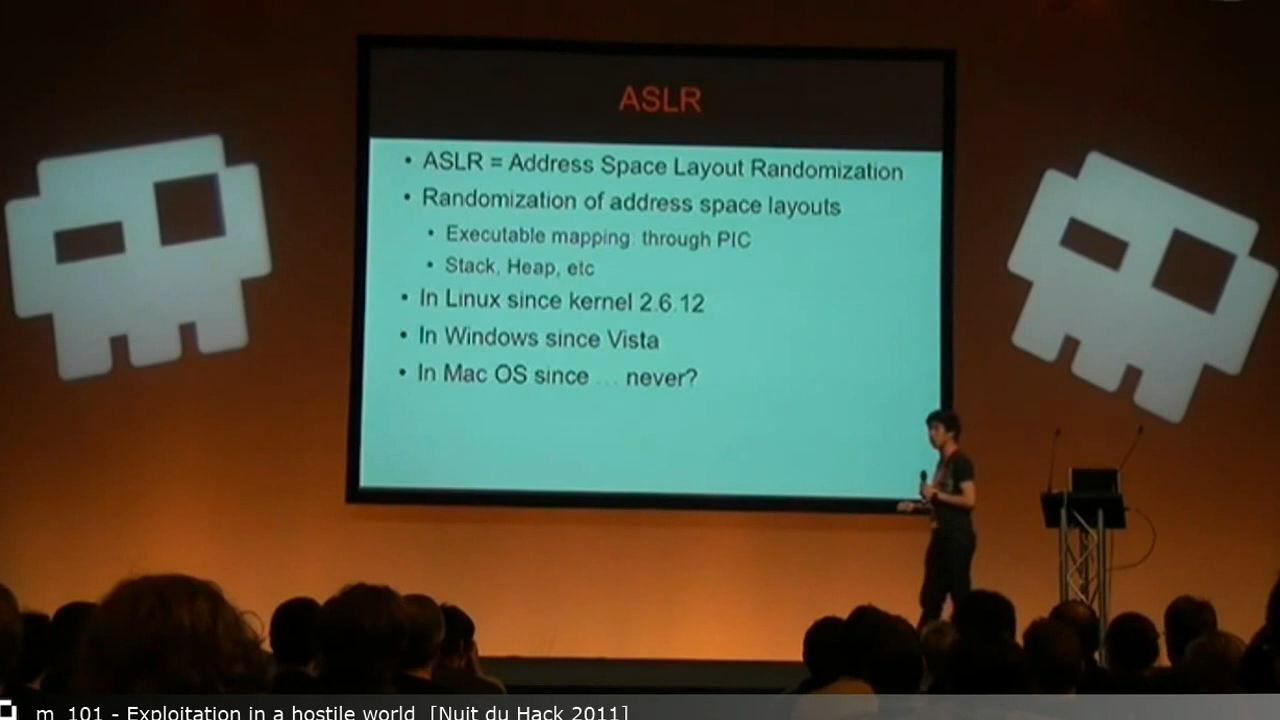 ASLR
• ASLR = Address Space Layout Randomization
• Randomization of address space layouts
• Executable mapping: through PIC
• Stack, Heap, etc
• In Linux since kernel 2.6.12
• In Windows since Vista
• In Mac OS since ... never?
m_101 - Exploitation in a hostile world [Nuit du Hack 2011]